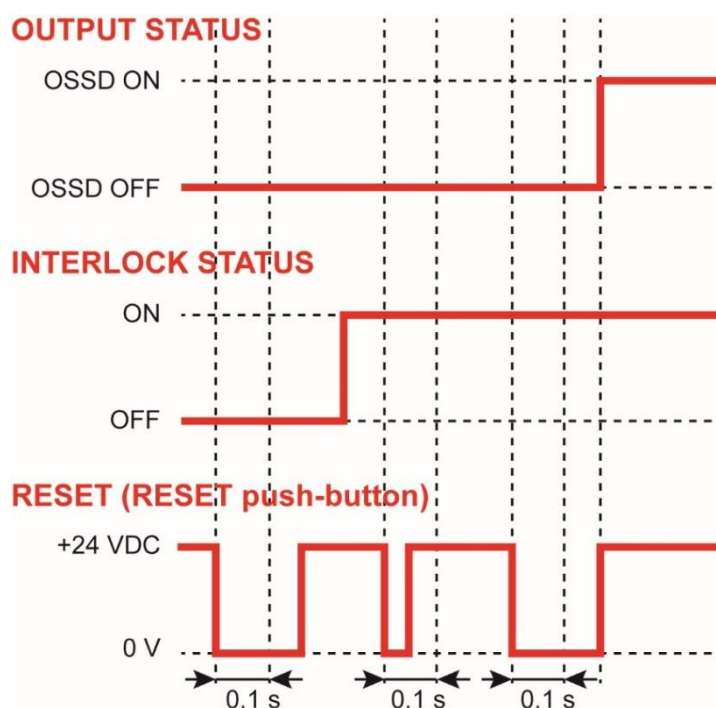 OUTPUT STATUS
OSSD ON
OSSD OFF
INTERLOCK STATUS
ON
OFF
RESET (RESET push-button)
+24 VDC
0 V
0.1 s 0.1 s 0.1 s